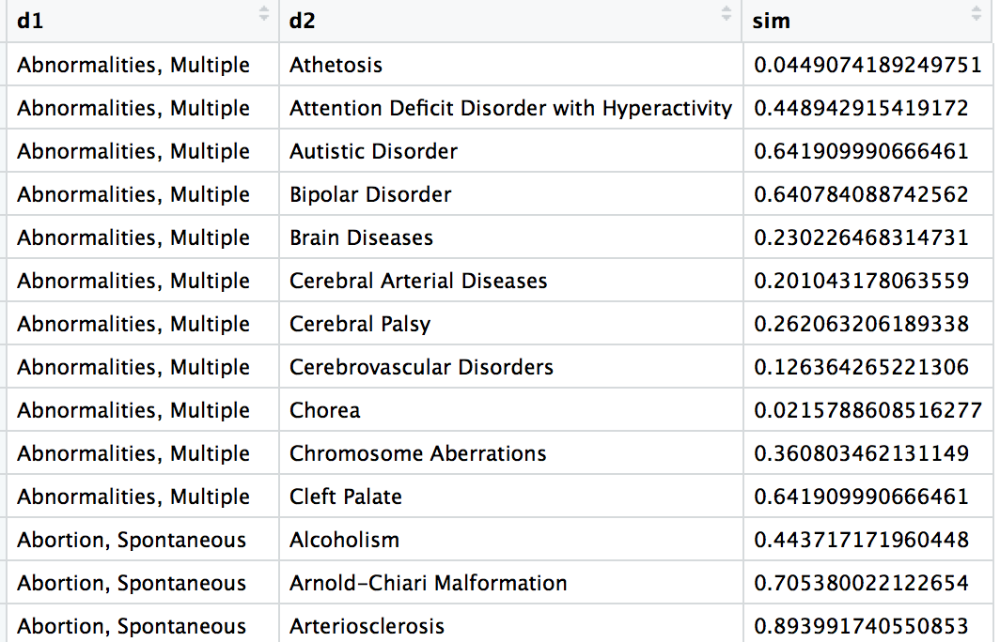 d1 d2 sim
Abnormalities, Multiple Athetosis 0.0449074189249751
Abnormalities, Multiple Attention Deficit Disorder with Hyperactivity 0.448942915419172
Abnormalities, Multiple Autistic Disorder 0.641909990666461
Abnormalities, Multiple Bipolar Disorder 0.640784088742562
Abnormalities, Multiple Brain Diseases 0.230226468314731
Abnormalities, Multiple Cerebral Arterial Diseases 0.201043178063559
Abnormalities, Multiple Cerebral Palsy 0.262063206189338
Abnormalities, Multiple Cerebrovascular Disorders 0.126364265221306
Abnormalities, Multiple Chorea 0.0215788608516277
Abnormalities, Multiple Chromosome Aberrations 0.360803462131149
Abnormalities, Multiple Cleft Palate 0.641909990666461
Abortion, Spontaneous Alcoholism 0.443717171960448
Abortion, Spontaneous Arnold–Chiari Malformation 0.705380022122654
Abortion, Spontaneous Arteriosclerosis 0.893991740550853